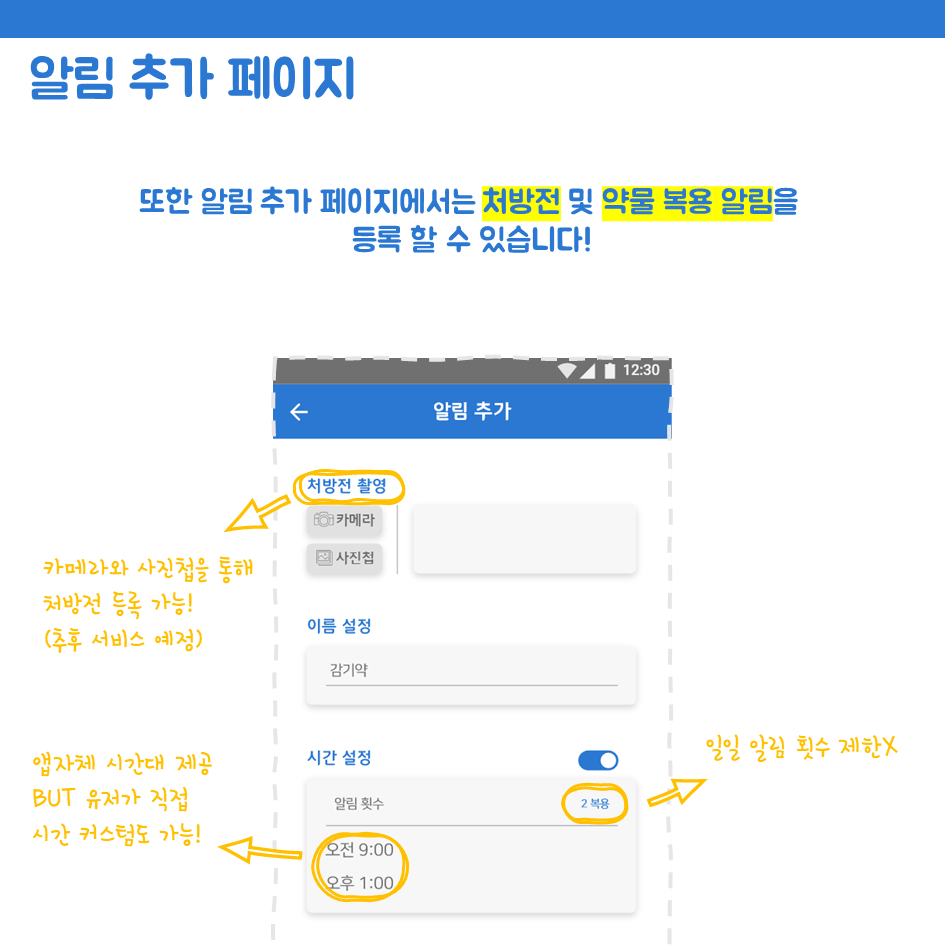 알림 추가 페이지
또한 알림 추가 페이지에서는 처방전 및 약물 복용 알림을
등록 할 수 있습니다!
12:30
알림 추가
처방전 촬영
카메라
사진첩
카메라와 사진첩을 통해
처방전 등록 가능!
(추후 서비스 예정)
이름 설정
감기약
시간 설정
일일 알림 횟수 제한X
앱자체 시간대 제공
BUT 유저가 직접
시간 커스텀도 가능!
알림 횟수
2 복용
오전 9:00
오후 1:00